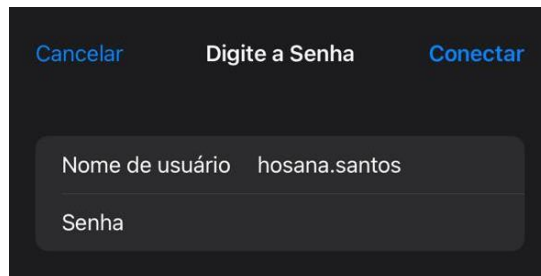 Cancelar Digite a Senha Conectar
Nome de usuário hosana.santos
Senha